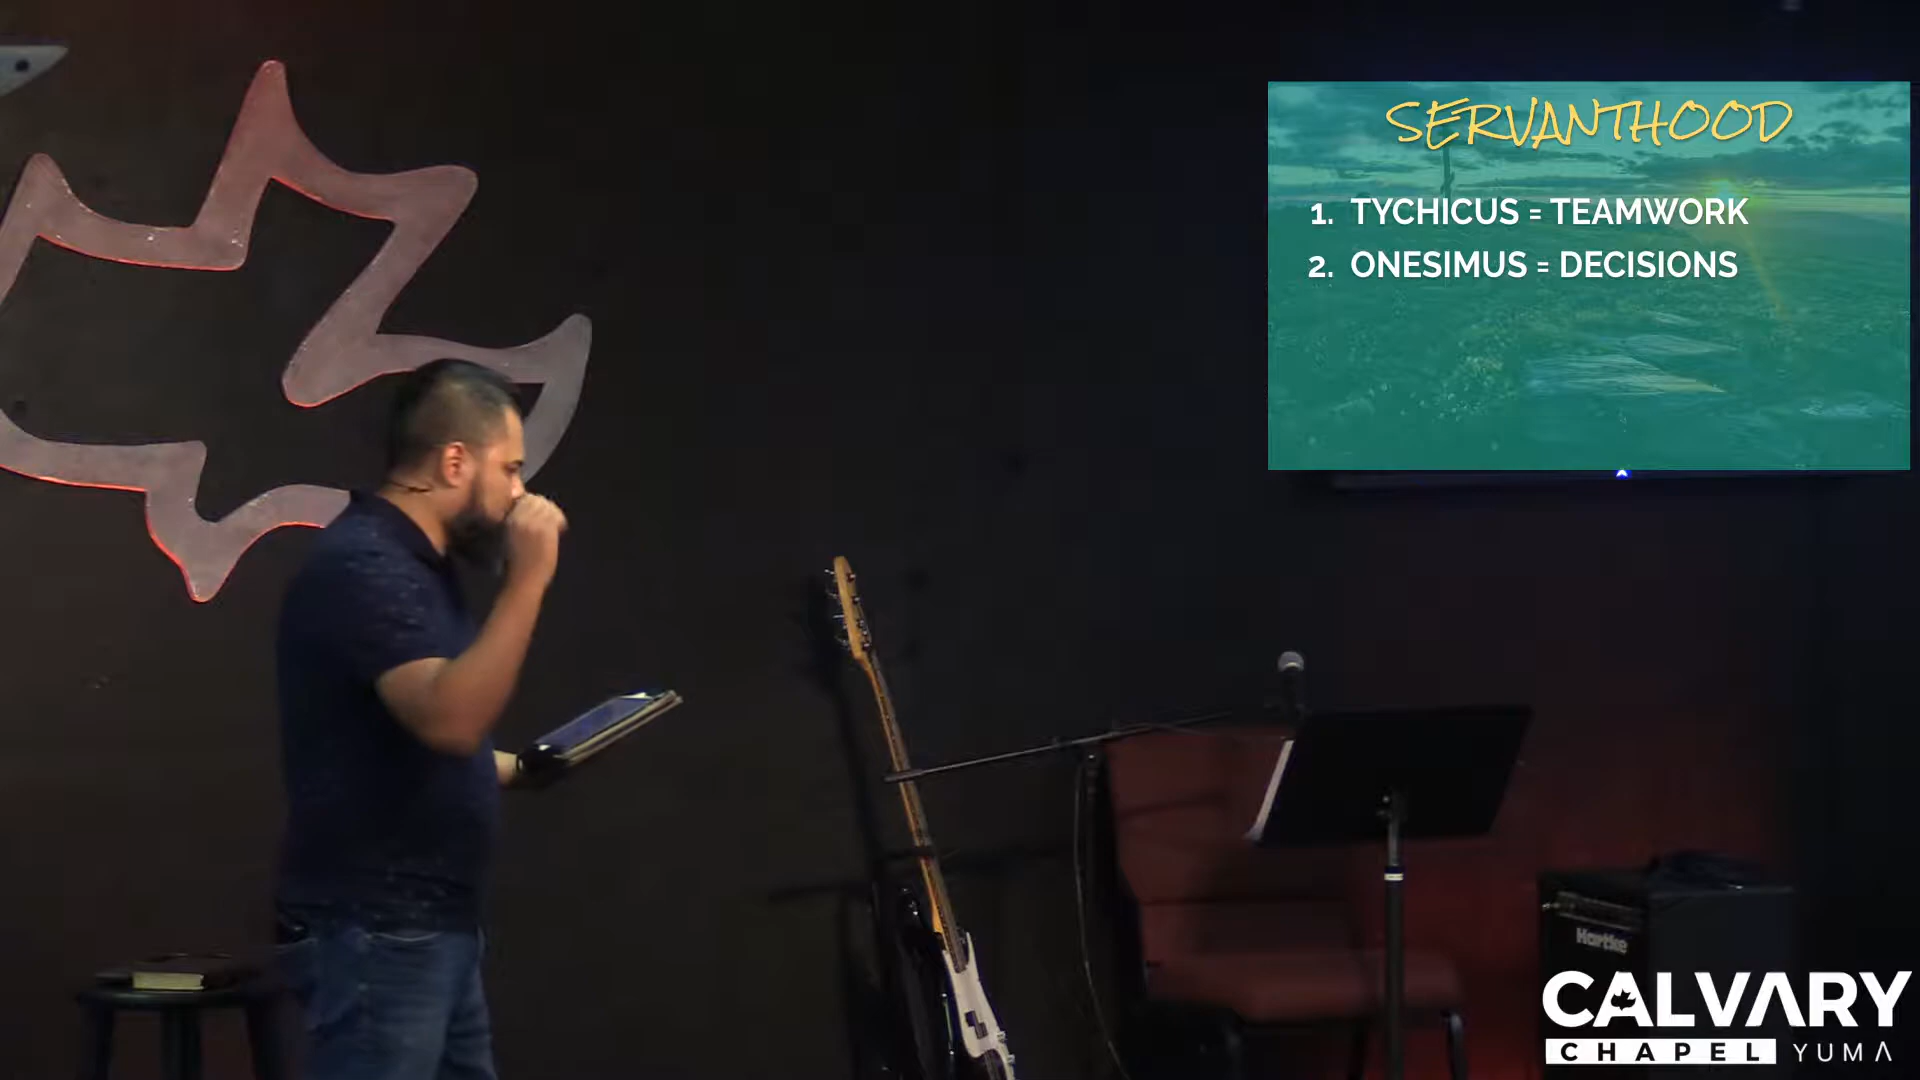 SERVANTHOOD
1. TYCHICUS = TEAMWORK
2. ONESIMUS = DECISIONS
Hartke
CALVARY
CHAPEL YUMA